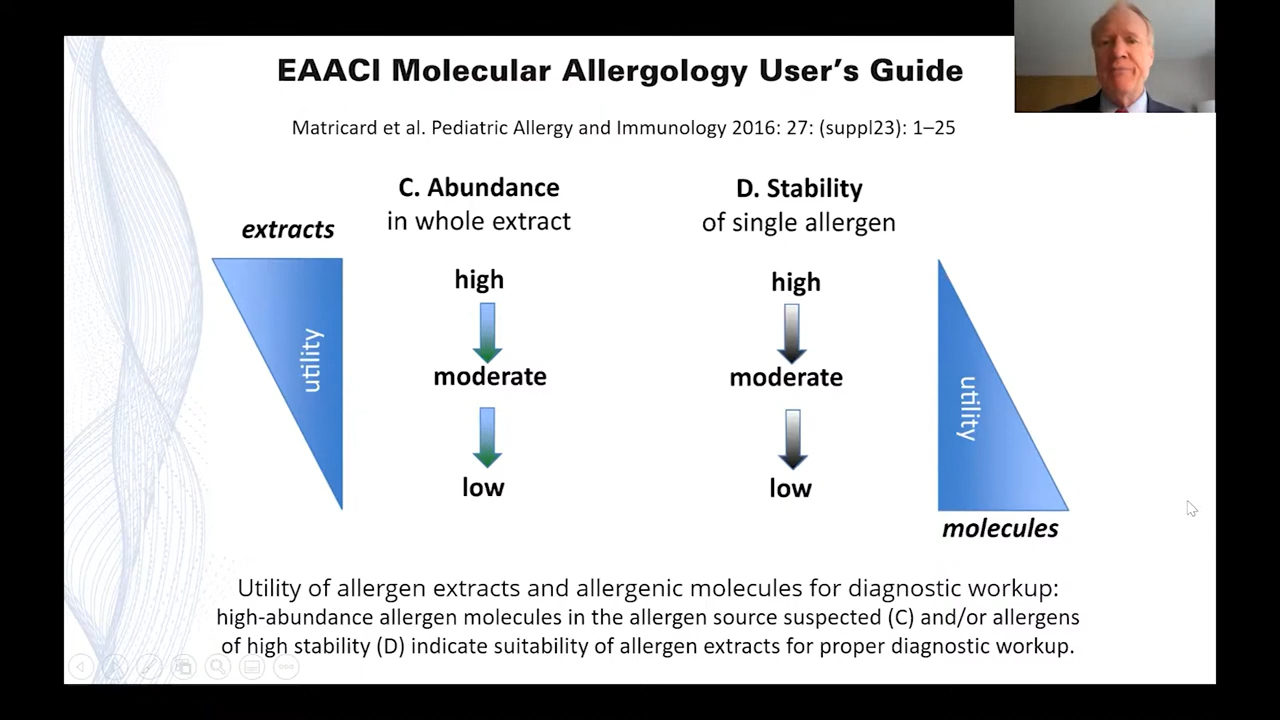 EAACI Molecular Allergology User's Guide
Matricard et al. Pediatric Allergy and Immunology 2016: 27: (suppl23): 1–25
C. Abundance
in whole extract
D. Stability
of single allergen
extracts
utility
high
moderate
low
high
moderate
low
utility
molecules
Utility of allergen extracts and allergenic molecules for diagnostic workup:
high-abundance allergen molecules in the allergen source suspected (C) and/or allergens
of high stability (D) indicate suitability of allergen extracts for proper diagnostic workup.